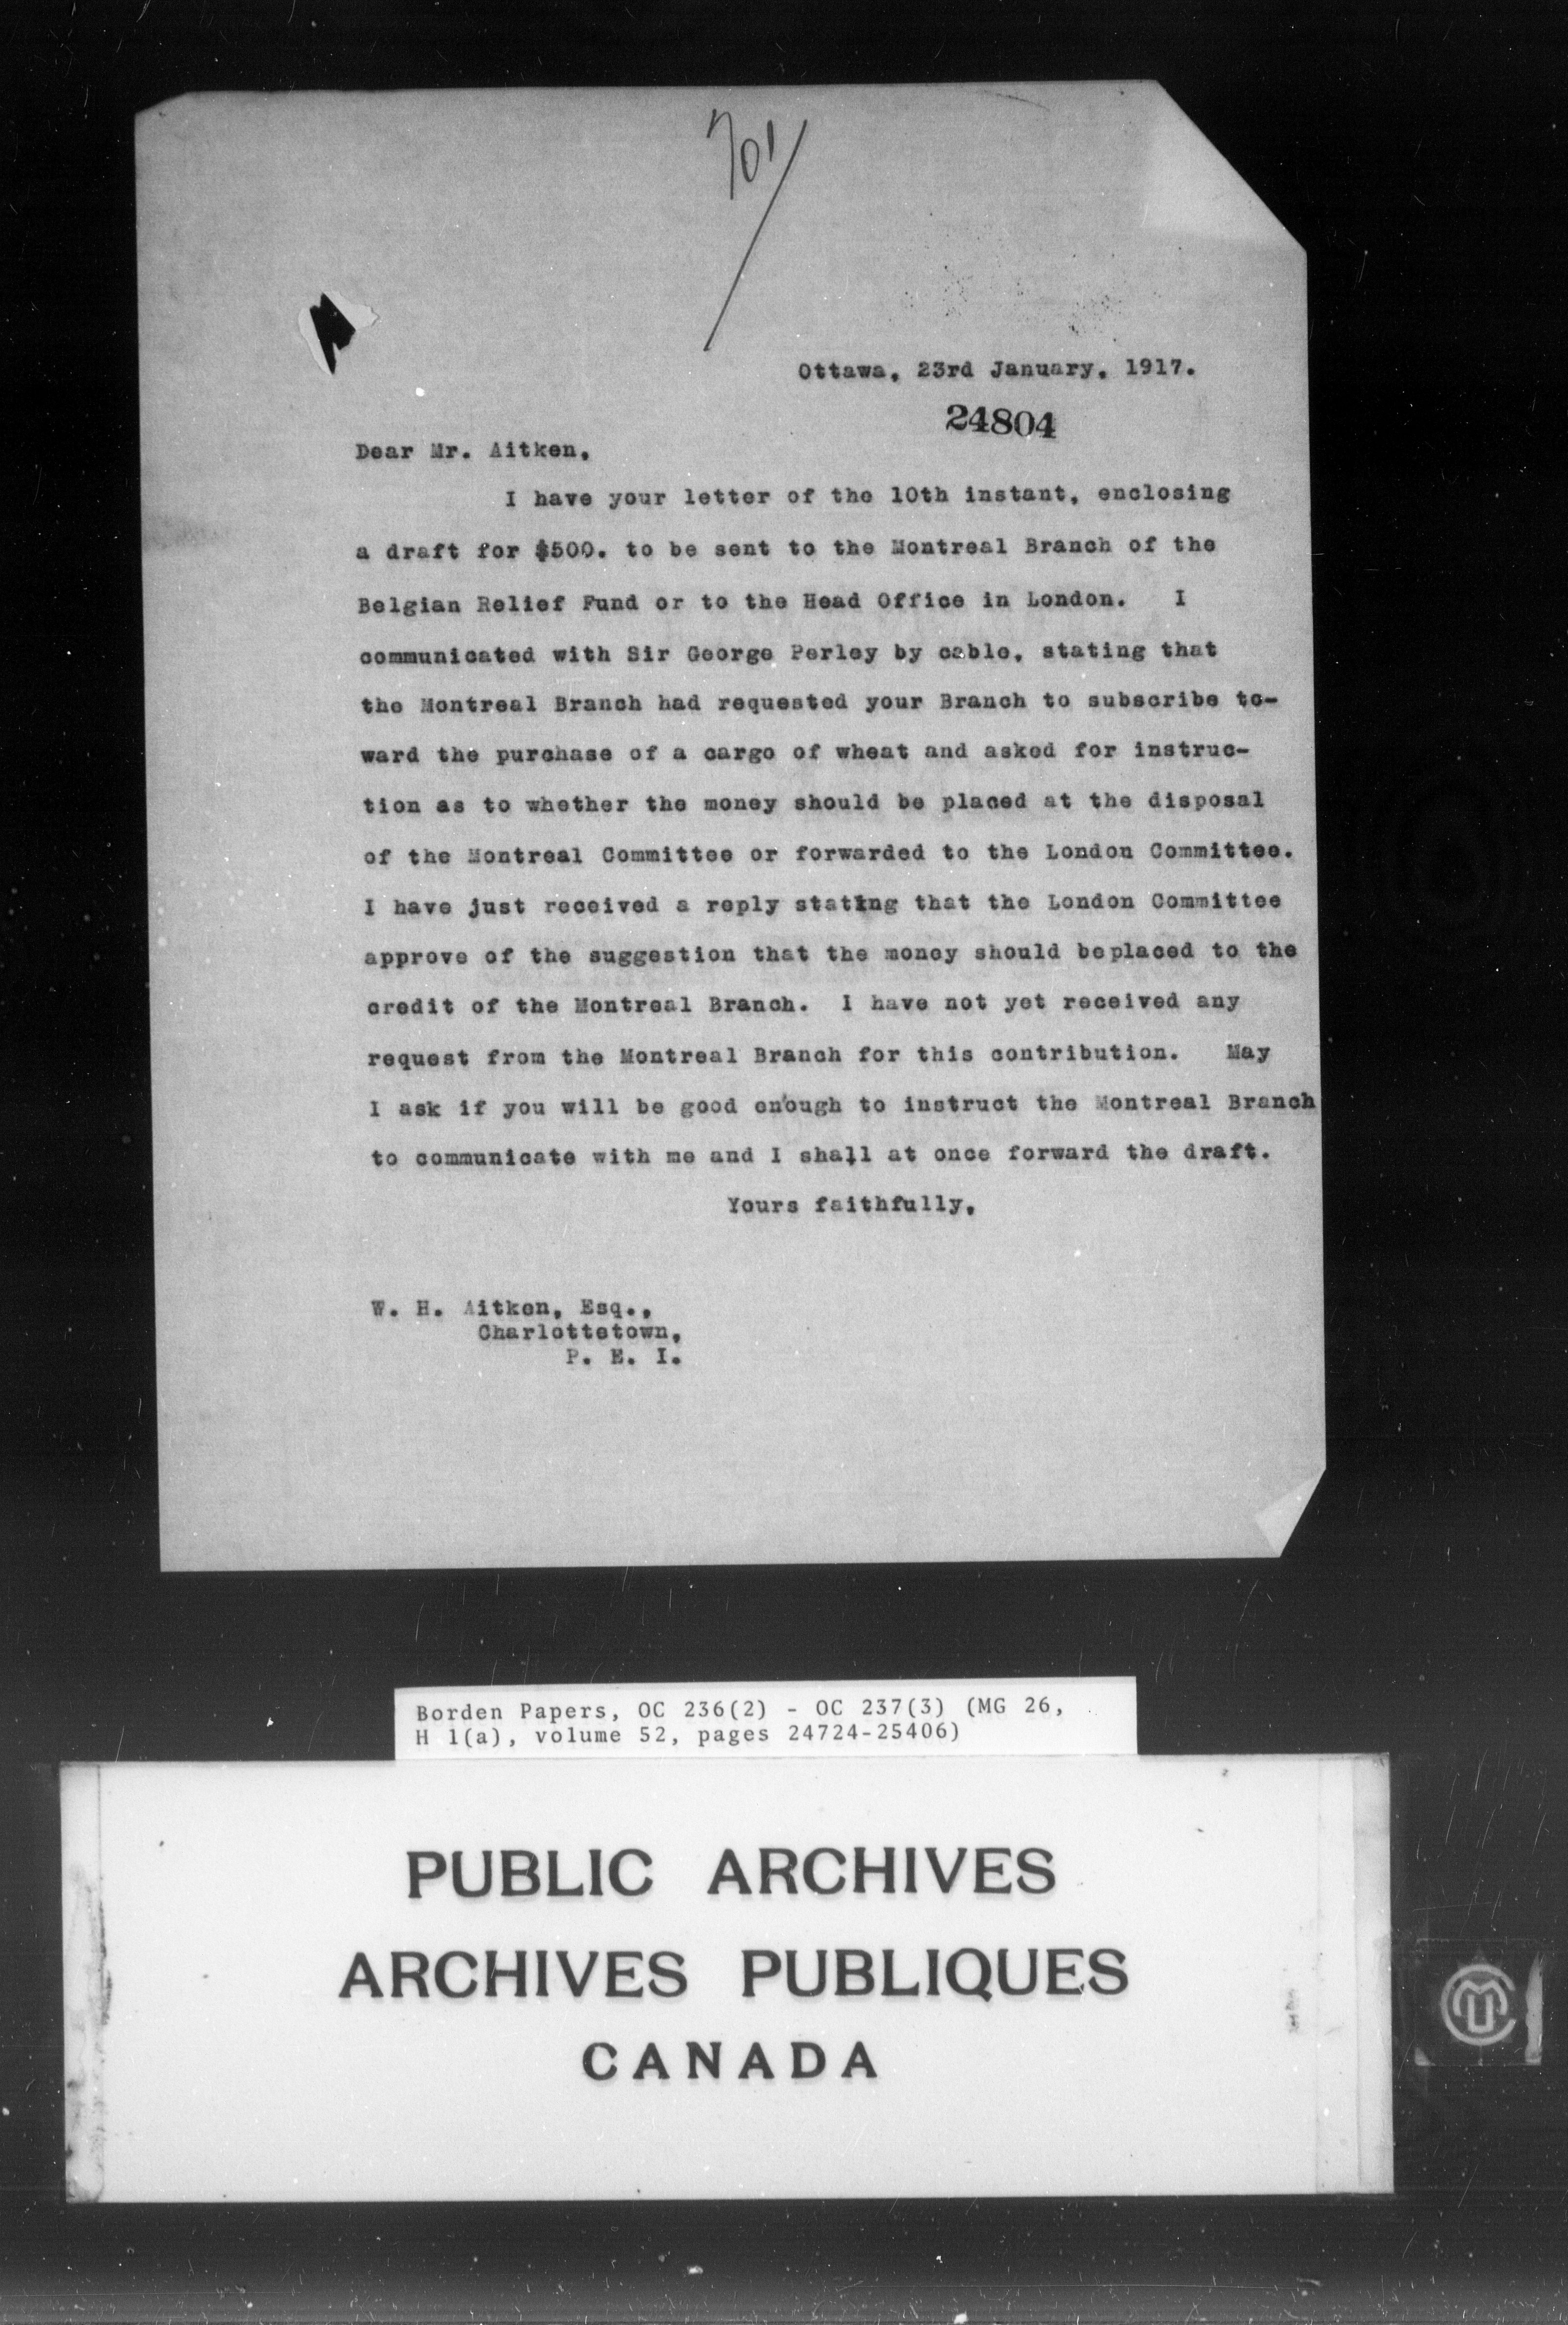 701
Ottawa, 23rd January, 1917.
24804
Dear Mr. Aitken,
I have your letter of the 10th instant, enclosing
a draft for $500. to be sent to the Montreal Branch of the
Belgian Relief Fund or to the Head Office in London. I
communicated with Sir George Perley by cable, stating that
the Montreal Branch had requested your Branch to subscribe to-
ward the purchase of a cargo of wheat and asked for instruc-
tion as to whether the money should be placed at the disposal
of the Montreal Committee or forwarded to the London Committee.
I have just received a reply stating that the London Committee
approve of the suggestion that the money should beplaced to the
credit of the Montreal Branch. I have not yet received any
request from the Montreal Branch for this contribution. May
I ask if you will be good enough to instruct the Montreal Branch
to communicate with me and I shall at once forward the draft.
Yours faithfully,
W. H. Aitken, Esq.,
Charlottetown,
P. E. I.
Borden Papers, OC 236(2) - OC 237(3) (MG 26,
H 1(a), volume 52, pages 24724-25406)
PUBLIC ARCHIVES
ARCHIVES PUBLIQUES
CANADA